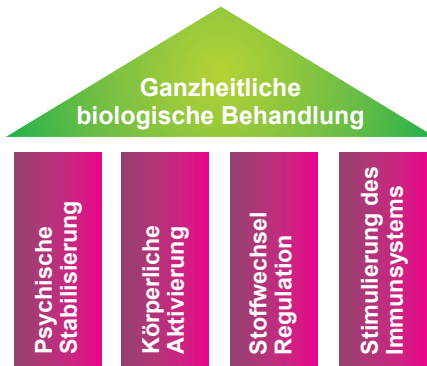 Ganzheitliche
biologische Behandlung
Psychische
Stabilisierung
Körperliche
Aktivierung
Stoffwechsel
Regulation
Stimulierung des
Immunsystems